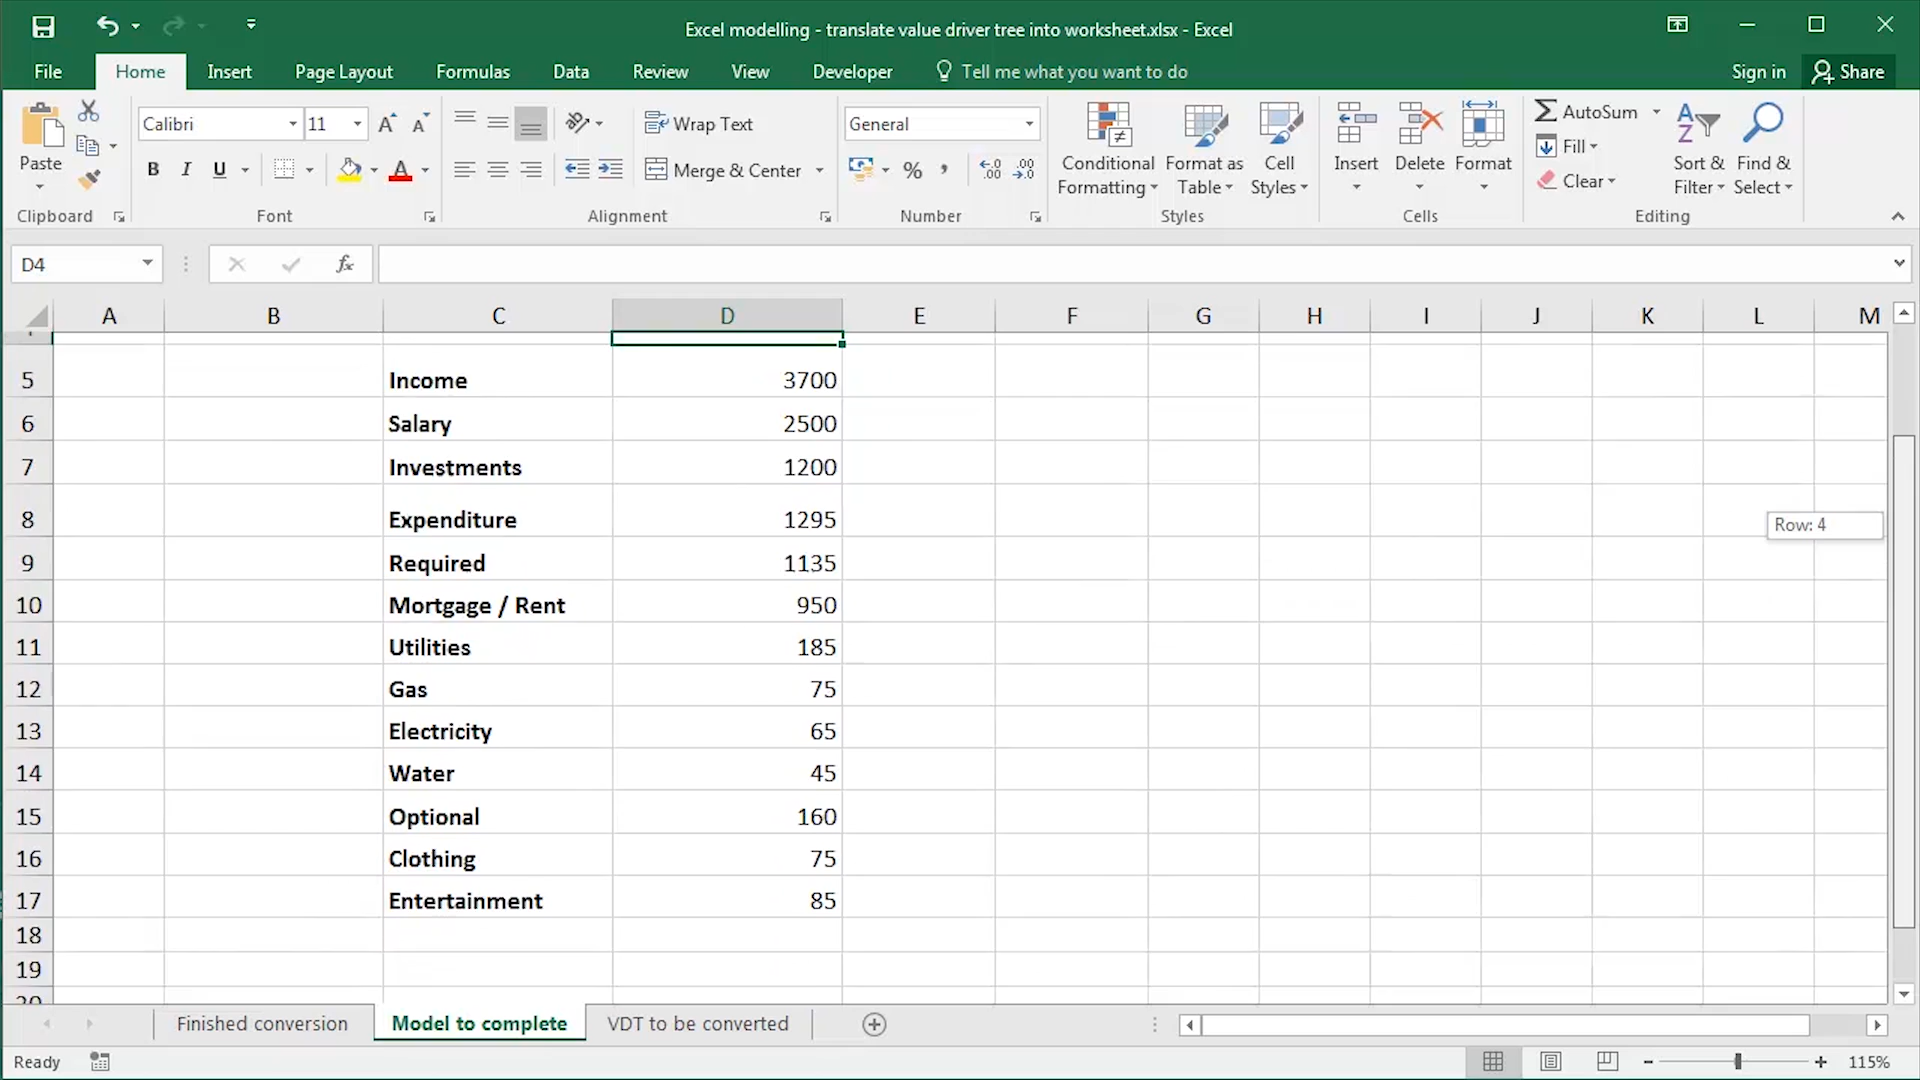 Excel modelling - translate value driver tree into worksheet.xlsx - Excel
File Home Insert Page Layout Formulas Data Review View Developer Tell me what you want to do Sign in Share
Paste
Calibri 11
B I U A
Wrap Text
Merge & Center
General
%
Conditional Formatting
Format as Table
Cell Styles
Insert Delete Format
AutoSum
Fill
Clear
Sort & Filter
Find & Select
Clipboard Font Alignment Number Styles Cells Editing
D4 fx
A B C D E F G H I J K L M
5 Income 3700
6 Salary 2500
7 Investments 1200
8 Expenditure 1295
Row: 4
9 Required 1135
10 Mortgage / Rent 950
11 Utilities 185
12 Gas 75
13 Electricity 65
14 Water 45
15 Optional 160
16 Clothing 75
17 Entertainment 85
18
19
20
Finished conversion Model to complete VDT to be converted
Ready 115%